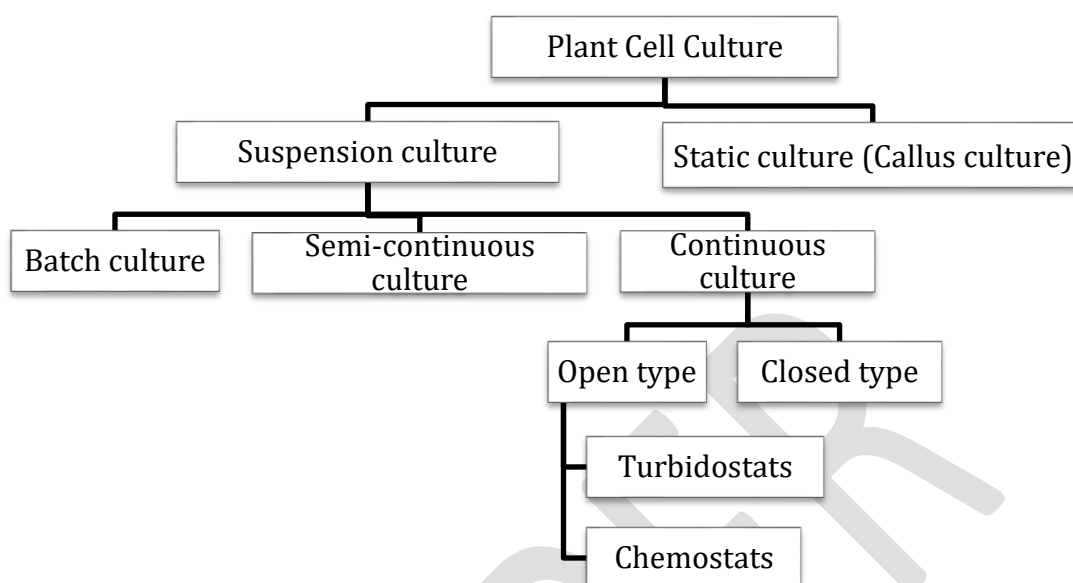 Plant Cell Culture
Suspension culture
Static culture (Callus culture)
Batch culture
Semi-continuous
culture
Continuous
culture
Open type
Closed type
Turbidostats
Chemostats